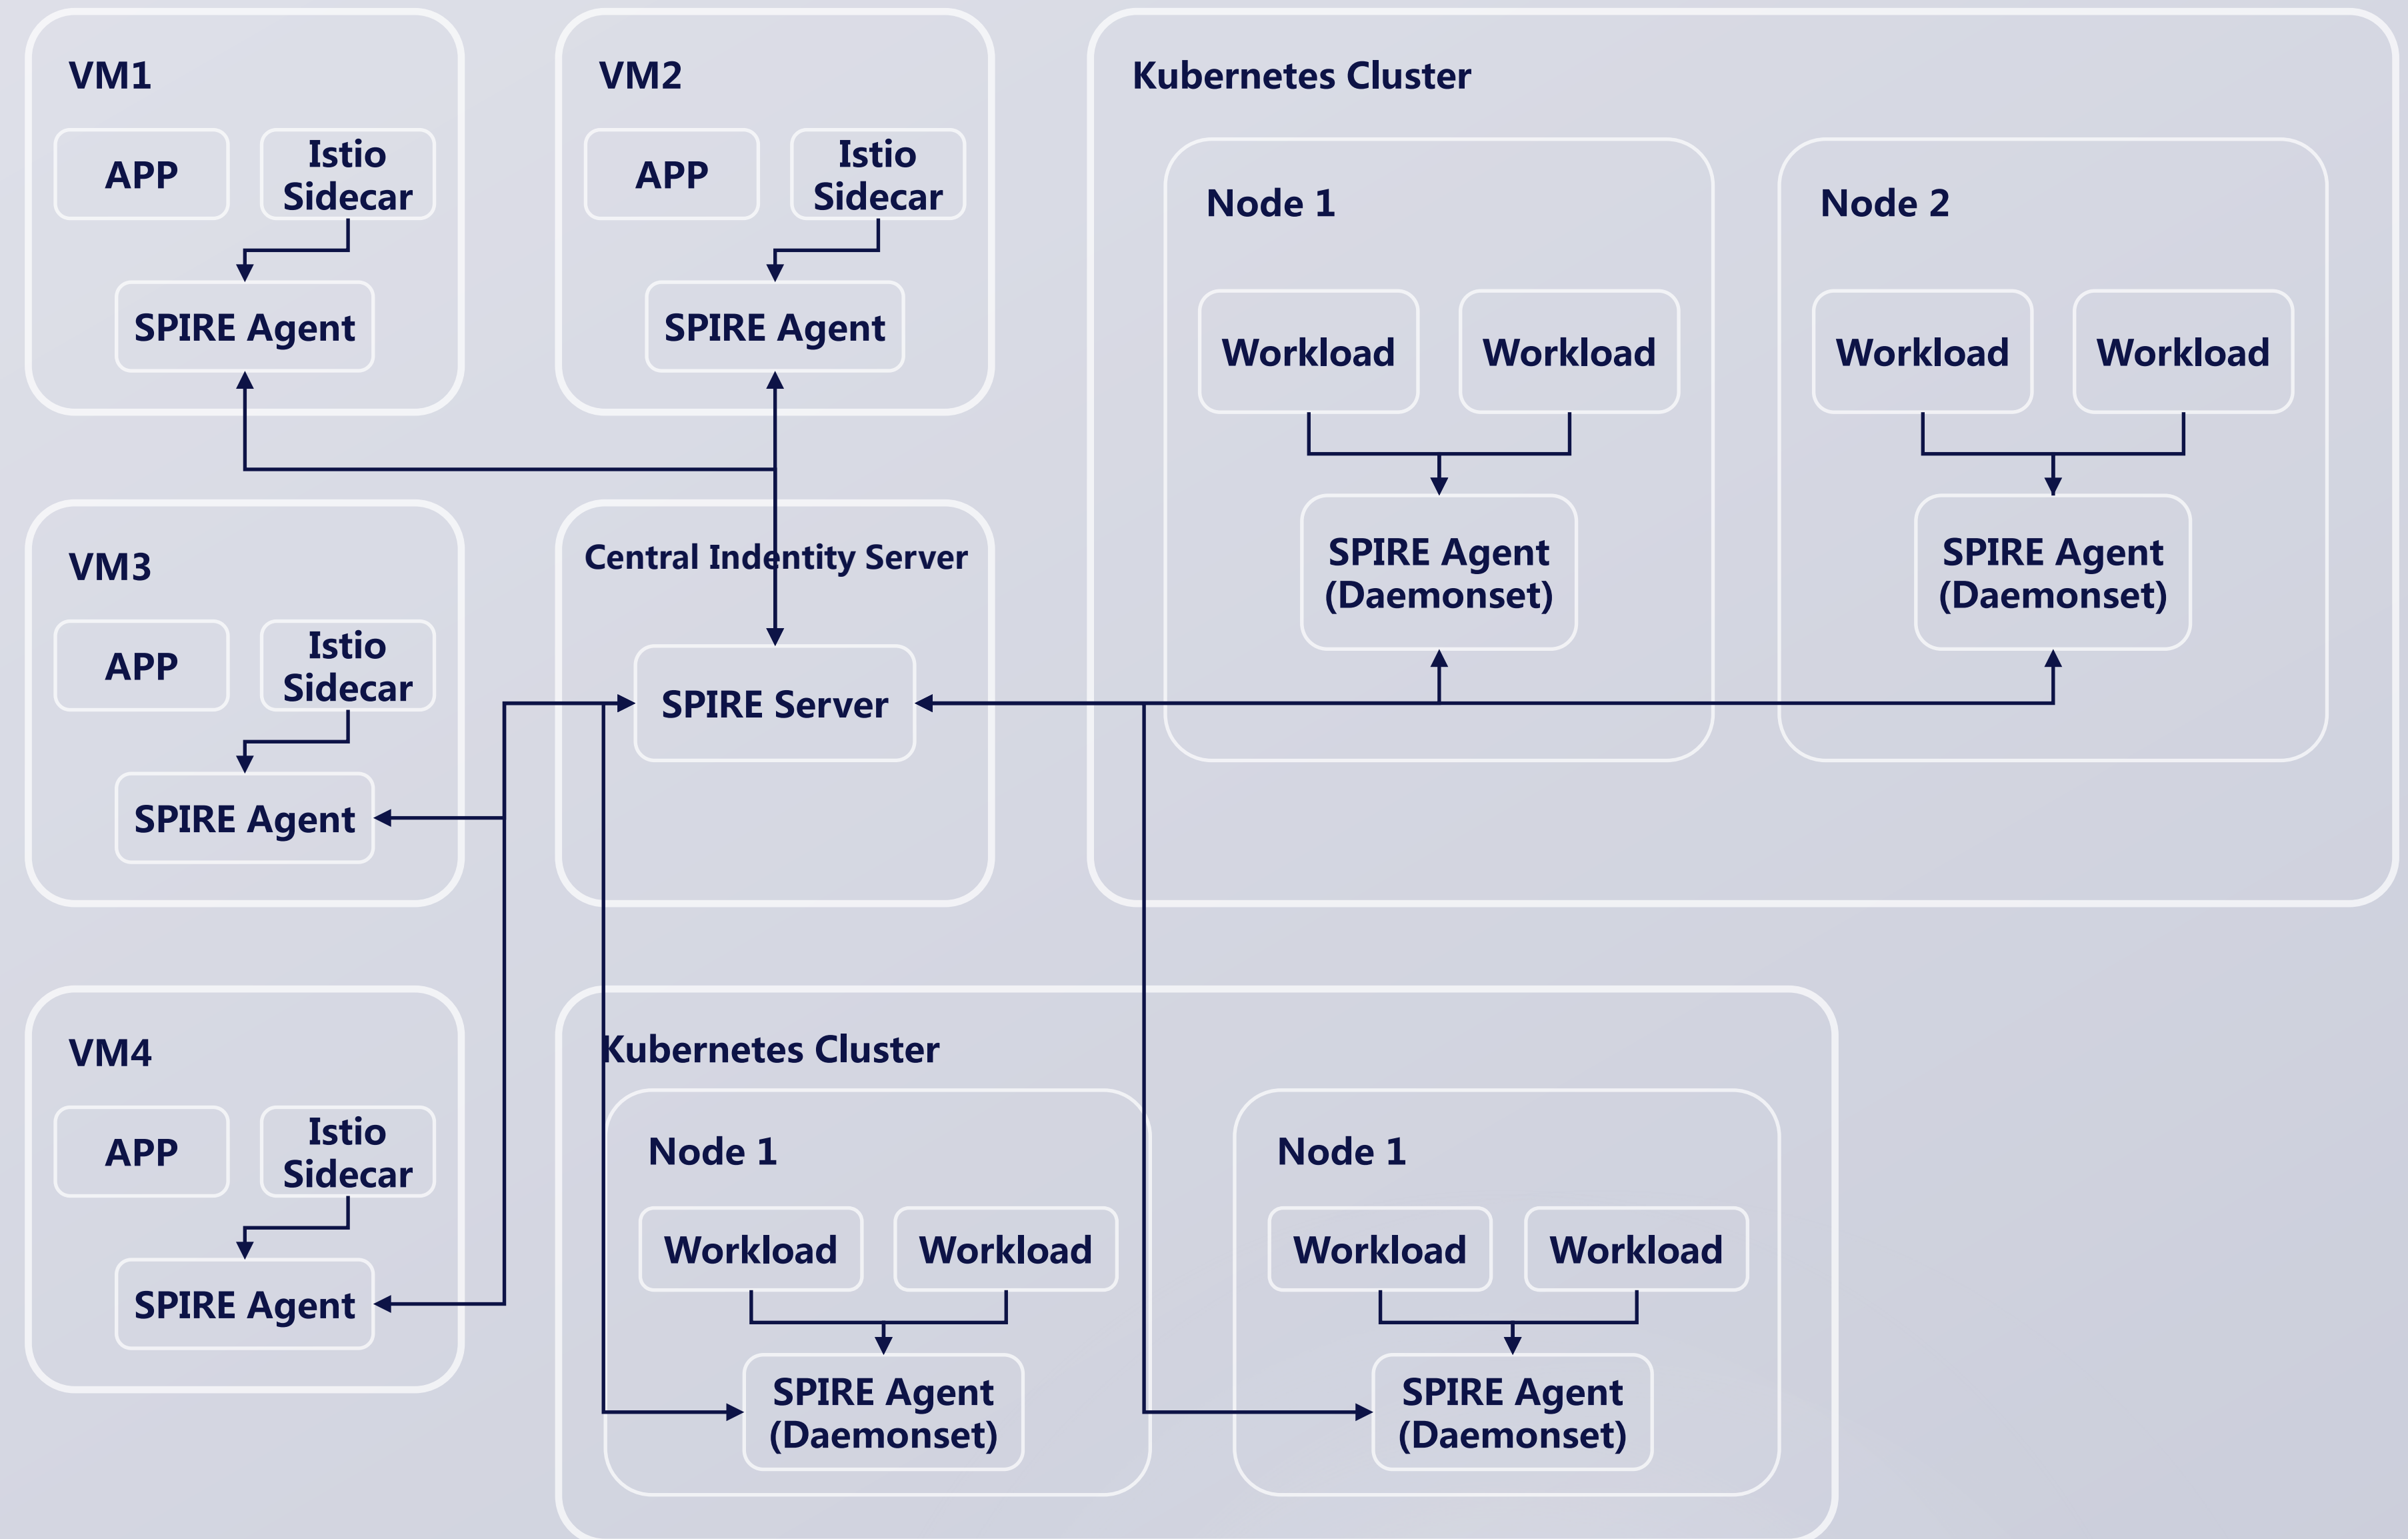 VM1
APP
Istio
Sidecar
SPIRE Agent
VM2
APP
Istio
Sidecar
SPIRE Agent
Kubernetes Cluster
Node 1
Workload
Workload
SPIRE Agent
(Daemonset)
Node 2
Workload
Workload
SPIRE Agent
(Daemonset)
VM3
APP
Istio
Sidecar
SPIRE Agent
Central Indentity Server
SPIRE Server
VM4
APP
Istio
Sidecar
SPIRE Agent
Kubernetes Cluster
Node 1
Workload
Workload
SPIRE Agent
(Daemonset)
Node 1
Workload
Workload
SPIRE Agent
(Daemonset)